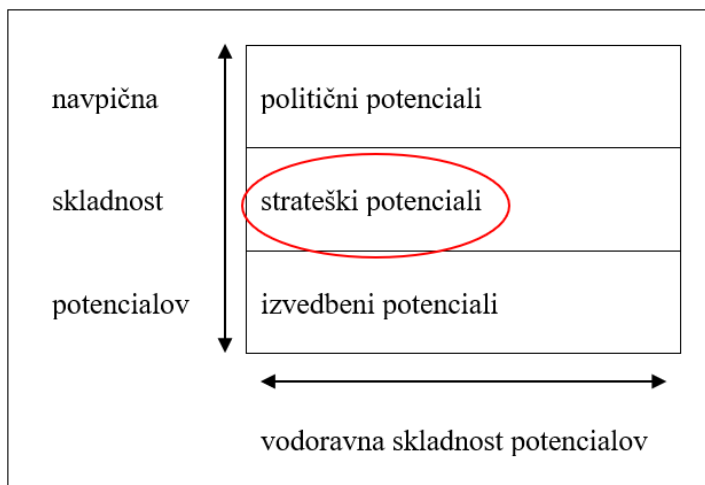 navpična politični potenciali
skladnost strateški potenciali
potencialov izvedbeni potenciali
vodoravna skladnost potencialov